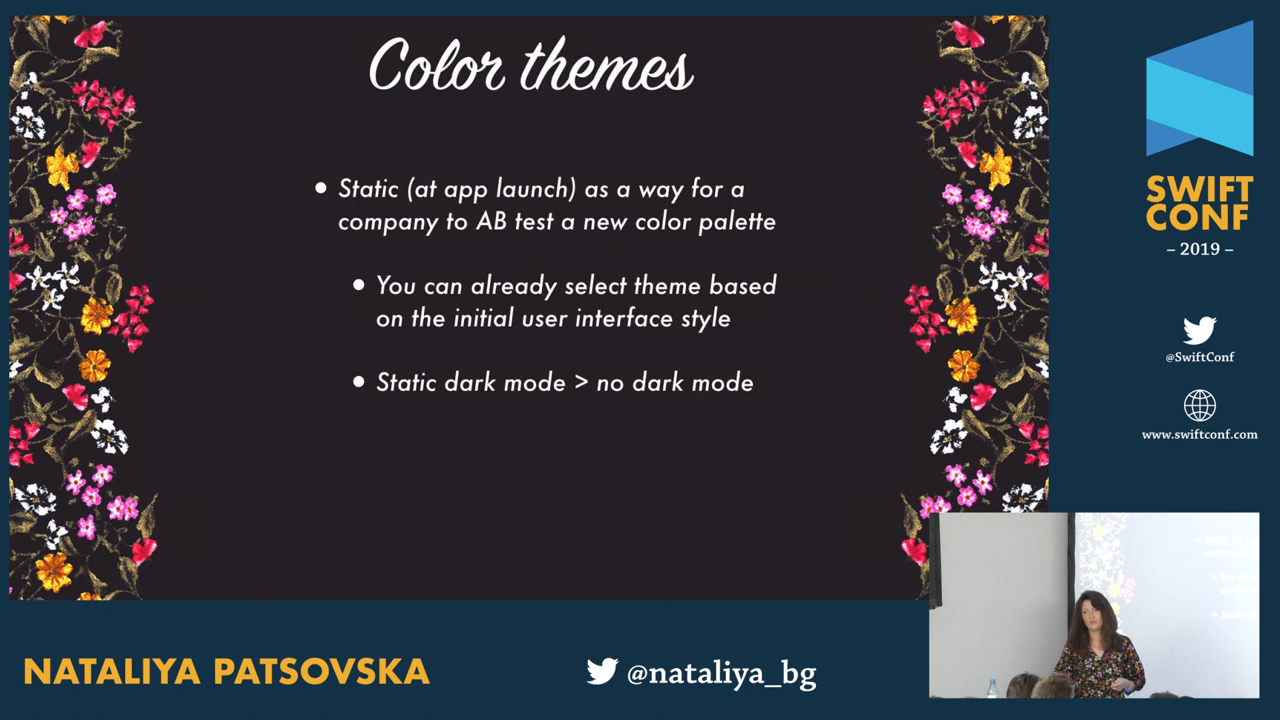 Color themes
• Static (at app launch) as a way for a
company to AB test a new color palette
• You can already select theme based
on the initial user interface style
• Static dark mode > no dark mode
SWIFT
CONF
– 2019 –
@SwiftConf
www.swiftconf.com
NATALIYA PATSOVSKA
@nataliya_bg